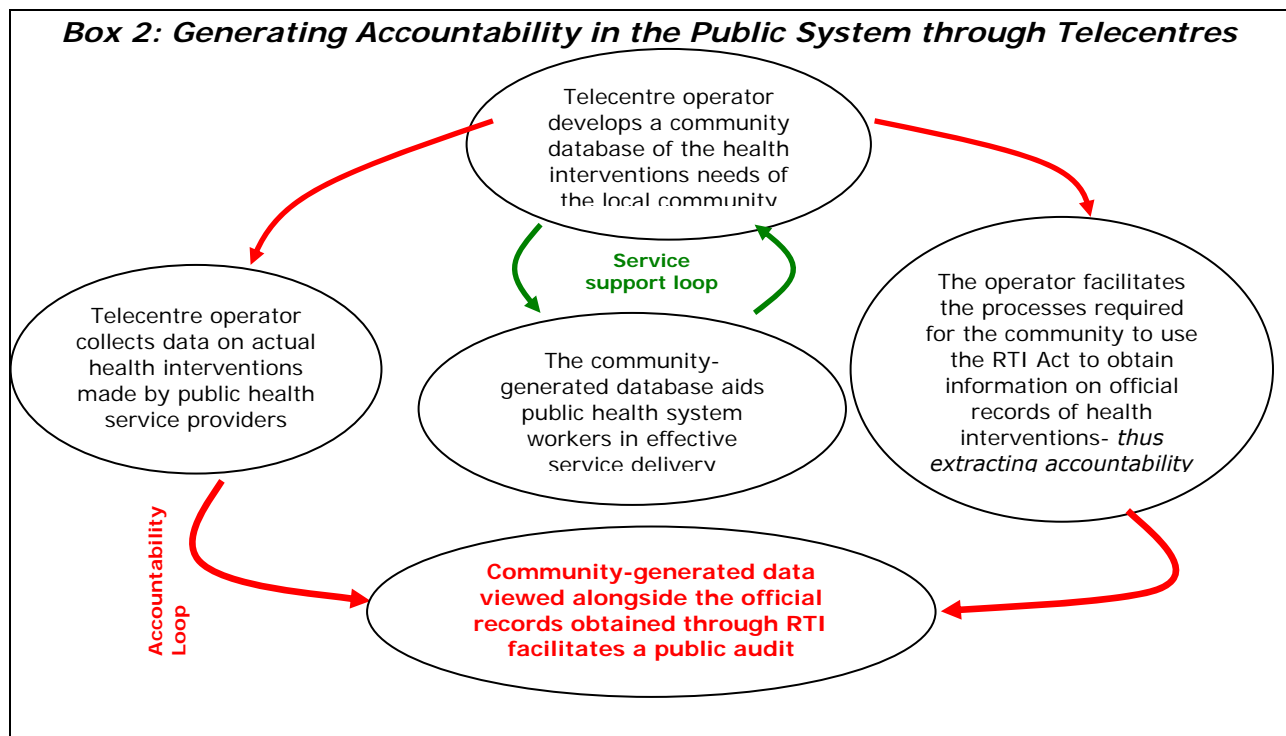 Box 2: Generating Accountability in the Public System through Telecentres
Telecentre operator
develops a community
database of the health
interventions needs of
the local community
Service
support loop
Telecentre operator
collects data on actual
health interventions
made by public health
service providers
The community-
generated database aids
public health system
workers in effective
service delivery
The operator facilitates
the processes required
for the community to use
the RTI Act to obtain
information on official
records of health
interventions- thus
extracting accountability
Accountability
Loop
Community-generated data
viewed alongside the official
records obtained through RTI
facilitates a public audit